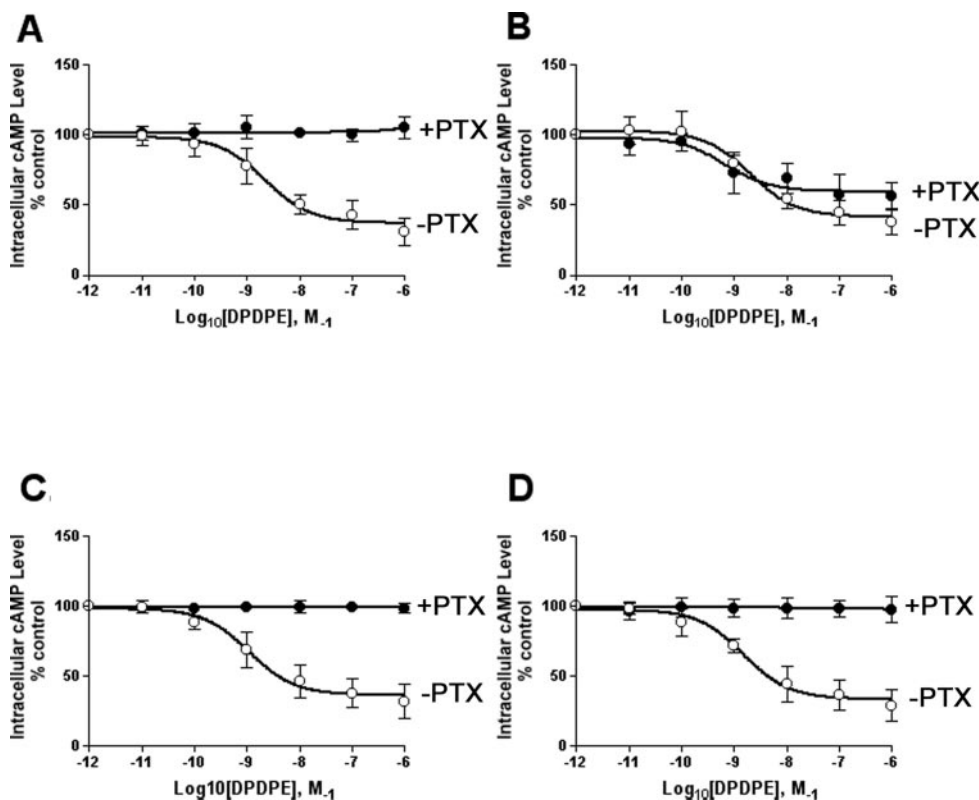 A
Intracellular cAMP Level
% control
150
100
50
0
+PTX
-PTX
-12 -11 -10 -9 -8 -7 -6
Log10[DPDPE], M-1
B
Intracellular cAMP Level
% control
150
100
50
0
+PTX
-PTX
-12 -11 -10 -9 -8 -7 -6
Log10[DPDPE], M-1
C.
Intracellular cAMP Level
% control
150
100
50
0
+PTX
-PTX
-12 -11 -10 -9 -8 -7 -6
Log10[DPDPE], M-1
D
Intracellular cAMP Level
% control
150
100
50
0
+PTX
-PTX
-12 -11 -10 -9 -8 -7 -6
Log10[DPDPE], M-1